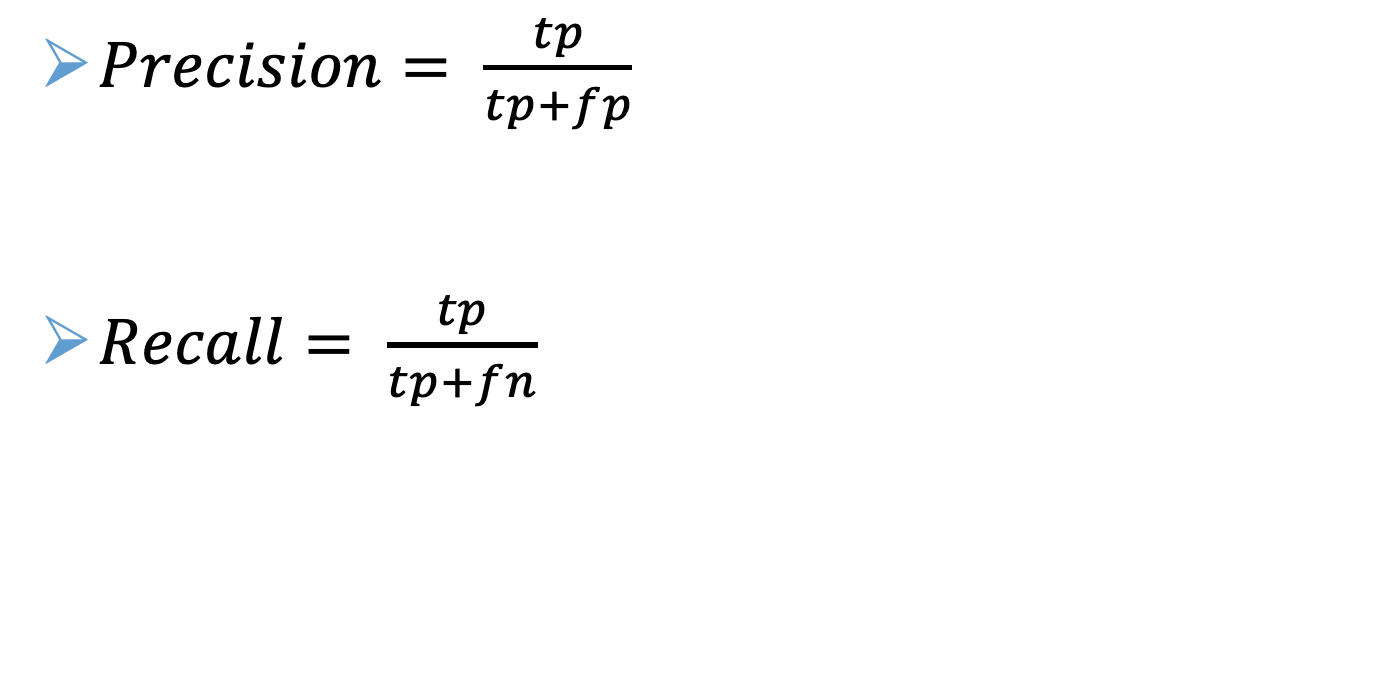 ➢ Precision = tp / tp+fp
➢ Recall = tp / tp+fn